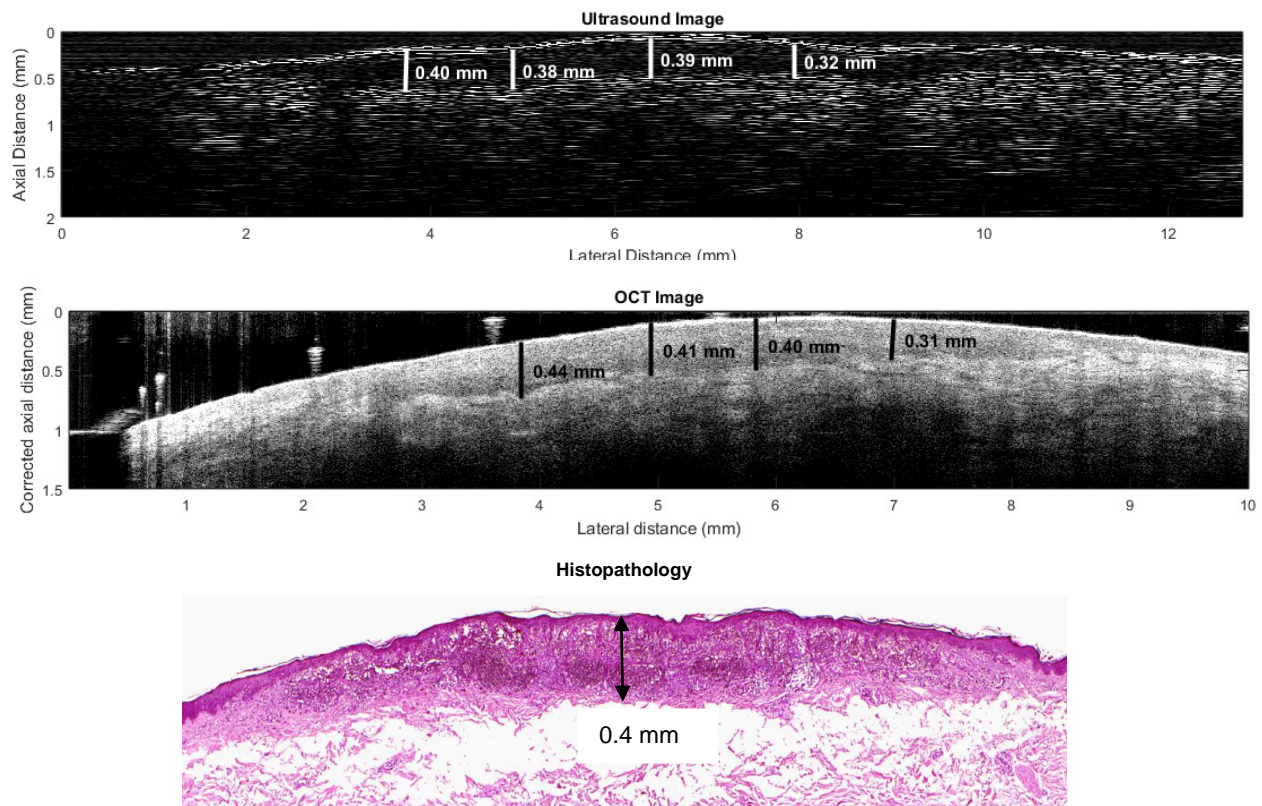 Ultrasound Image
Axial Distance (mm)
0
0.5
1
1.5
2
0.40 mm
0.38 mm
0.39 mm
0.32 mm
0 2 4 6 8 10 12
Lateral Distance (mm)
OCT Image
Corrected axial distance (mm)
0
0.5
1
1.5
0.44 mm
0.41 mm
0.40 mm
0.31 mm
1 2 3 4 5 6 7 8 9 10
Lateral distance (mm)
Histopathology
0.4 mm